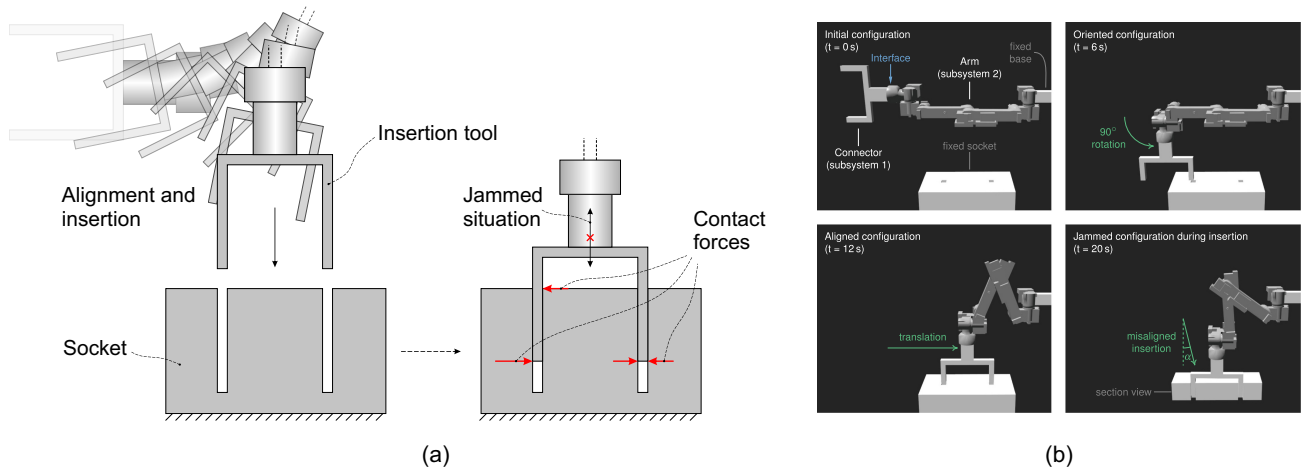 Alignment and
insertion
Insertion tool
Socket
Jammed
situation
Contact
forces
(a)
Initial configuration
(t = 0 s)
Interface
Arm
(subsystem 2)
fixed
base
Connector
(subsystem 1)
fixed socket
Oriented configuration
(t = 6 s)
90°
rotation
Aligned configuration
(t = 12 s)
translation
Jammed configuration during insertion
(t = 20 s)
misaligned
insertion
α
section view
(b)